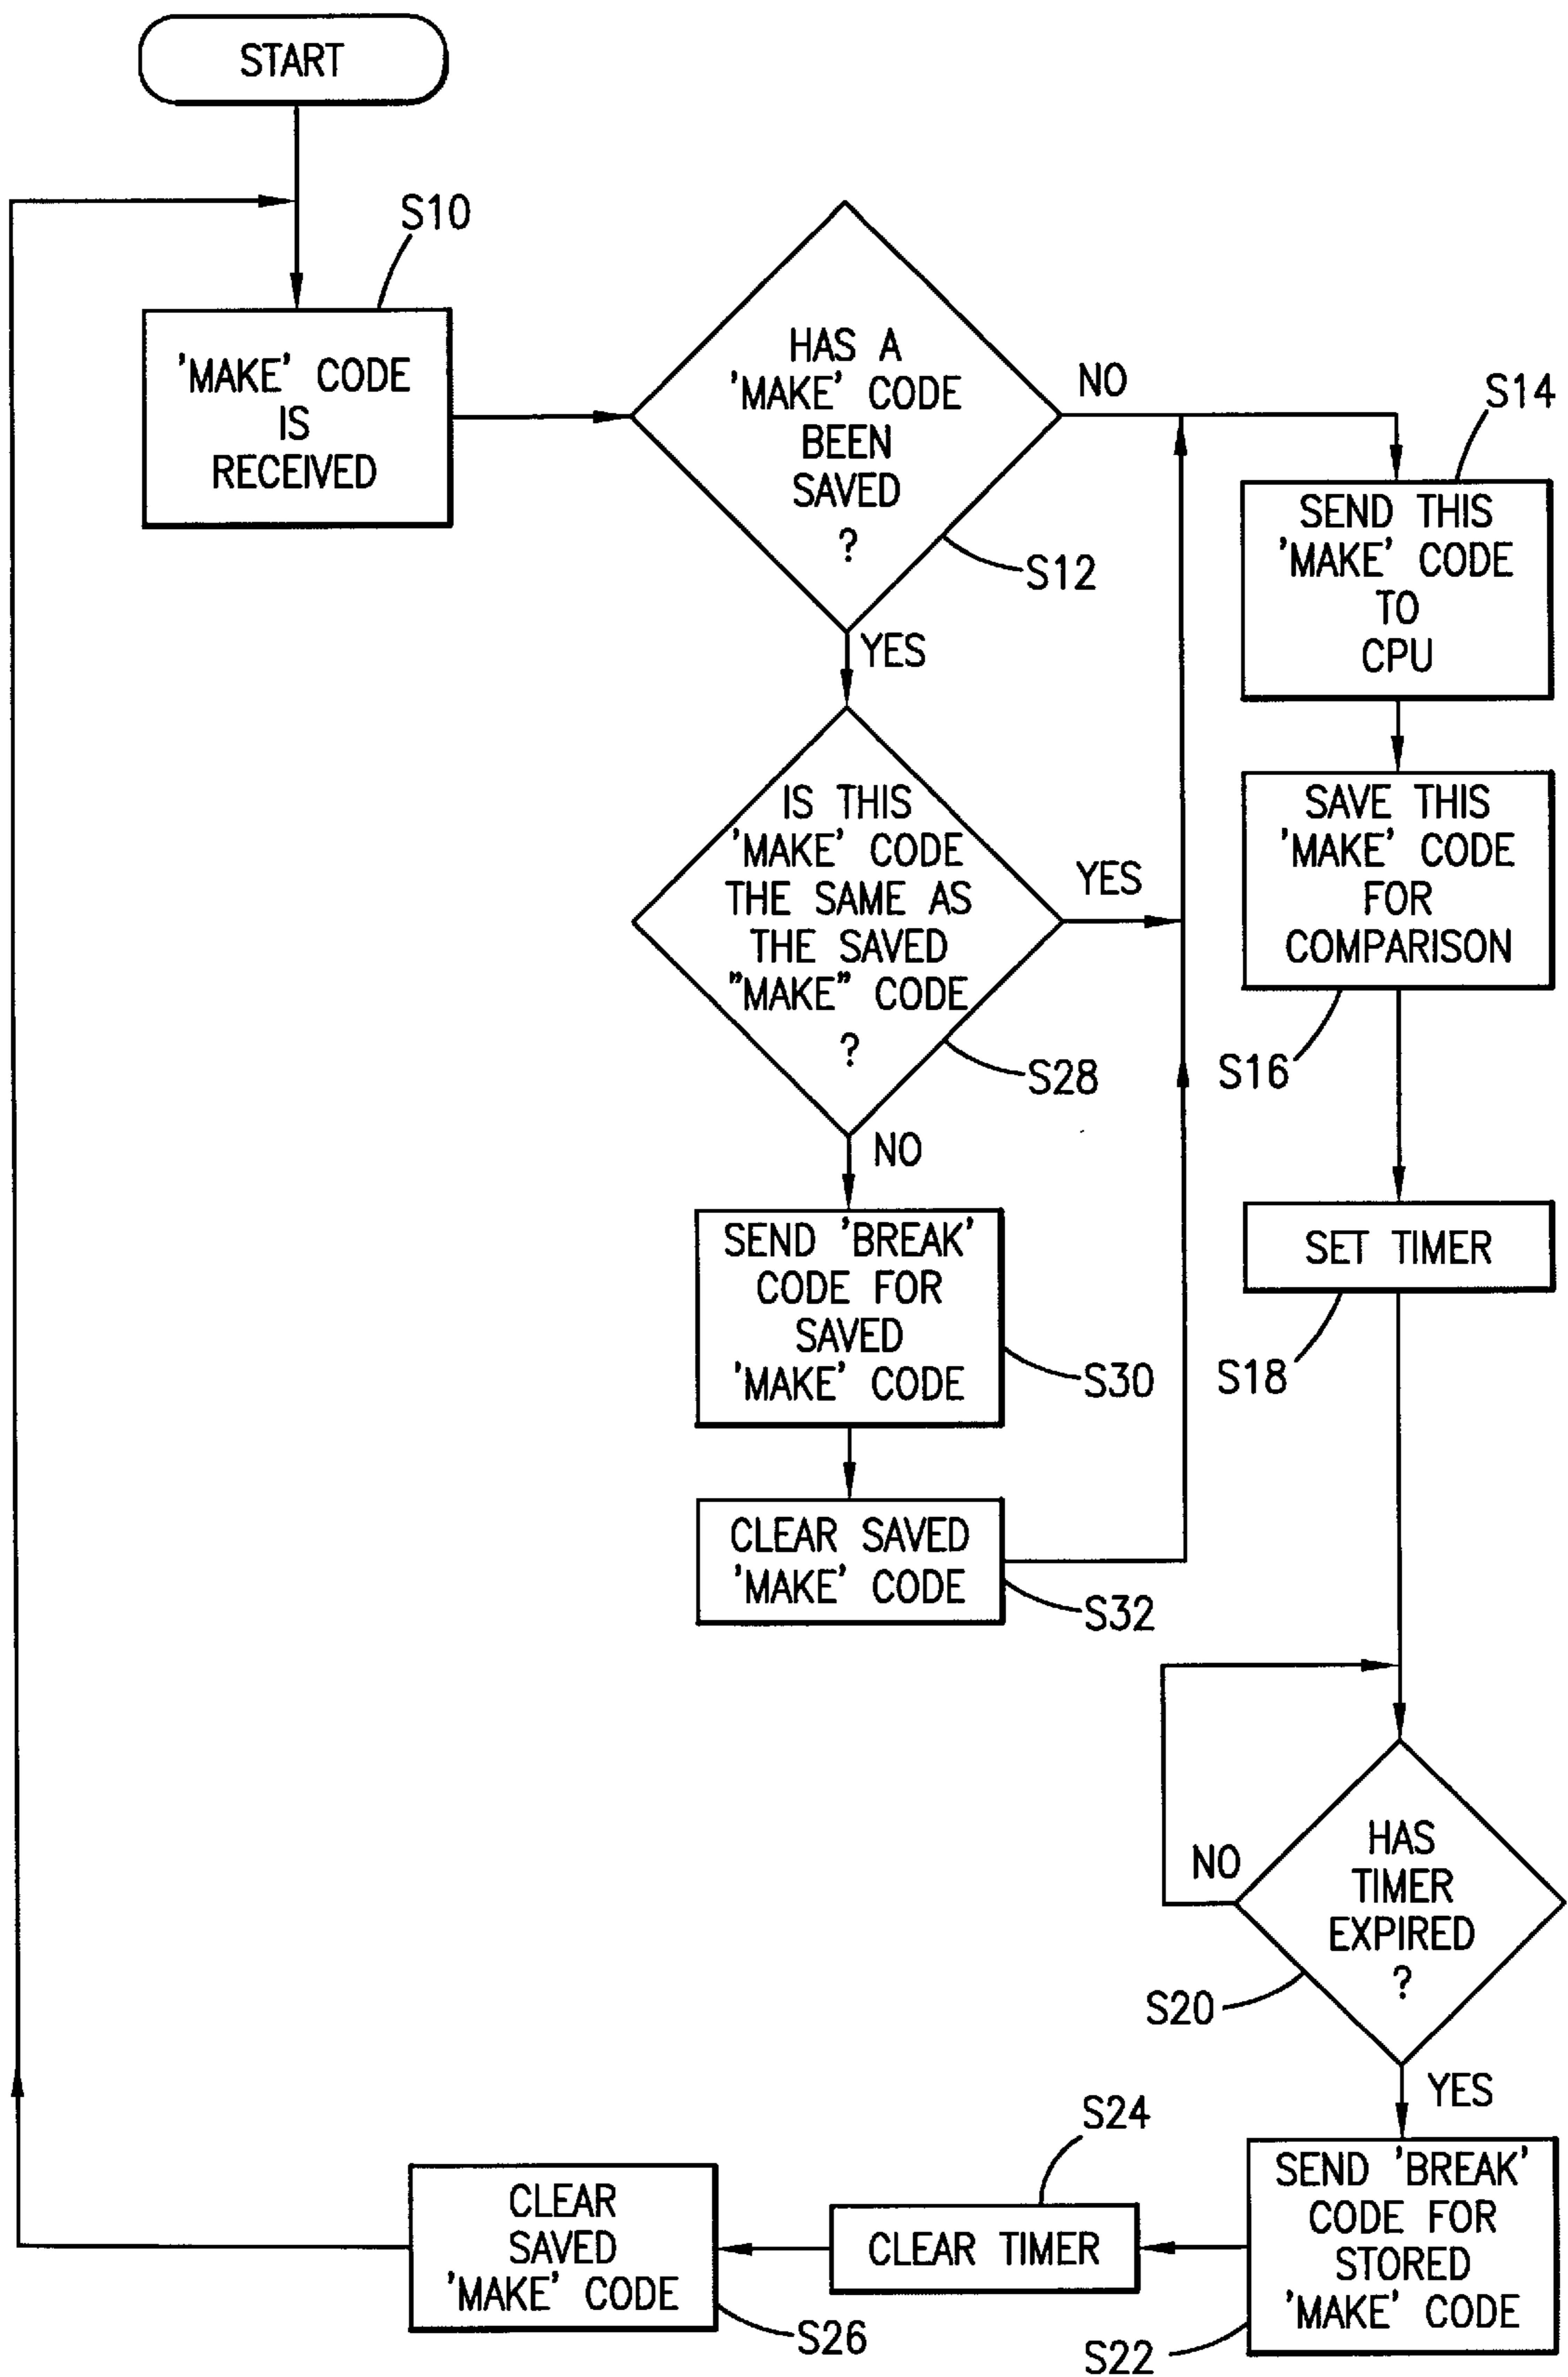 START
S10
'MAKE' CODE
IS
RECEIVED
HAS A
'MAKE' CODE
BEEN
SAVED
?
S12
NO
YES
S14
SEND THIS
'MAKE' CODE
TO
CPU
SAVE THIS
'MAKE' CODE
FOR
COMPARISON
S16
IS THIS
'MAKE' CODE
THE SAME AS
THE SAVED
"MAKE" CODE
?
S28
YES
NO
SEND 'BREAK'
CODE FOR
SAVED
'MAKE' CODE
S30
SET TIMER
S18
CLEAR SAVED
'MAKE' CODE
S32
HAS
TIMER
EXPIRED
?
NO
S20
YES
SEND 'BREAK'
CODE FOR
STORED
'MAKE' CODE
S22
S24
CLEAR TIMER
CLEAR
SAVED
'MAKE' CODE
S26